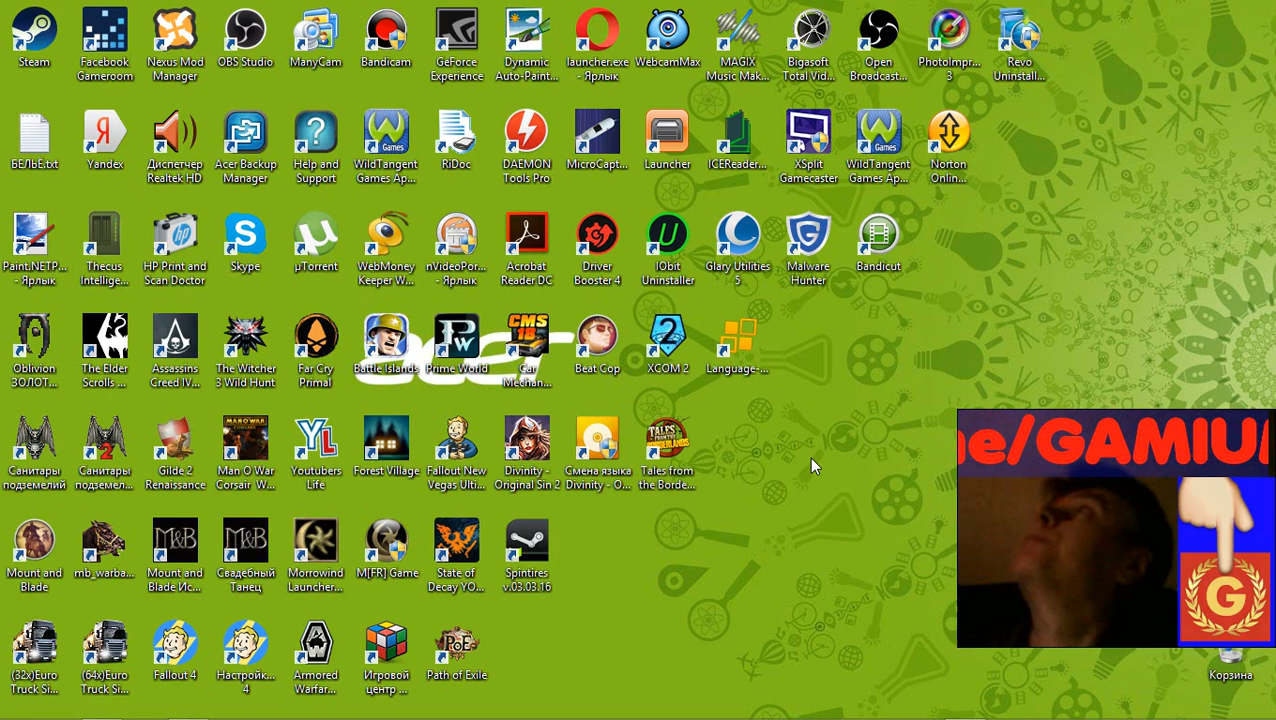 Steam
Facebook
Gameroom
Nexus Mod
Manager
OBS Studio
ManyCam
Bandicam
GeForce
Experience
Dynamic
Auto-Paint...
launcher.exe
- Ярлык
WebcamMax
MAGIX
Music Mak...
Bigasoft
Total Vid...
Open
Broadcast...
PhotoImpr...
3
Revo
Uninstall...
БЕЛЬЁ.txt
Yandex
Диспетчер
Realtek HD
Acer Backup
Manager
Help and
Support
WildTangent
Games Ap...
RiDoc
DAEMON
Tools Pro
MicroCapt...
Launcher
ICEReader...
XSplit
Gamecaster
WildTangent
Games Ap...
Norton
Onlin...
Paint.NETP...
- Ярлык
Thecus
Intellige...
HP Print and
Scan Doctor
Skype
µTorrent
WebMoney
Keeper W...
nVideoPor...
- Ярлык
Acrobat
Reader DC
Driver
Booster 4
IObit
Uninstaller
Glary Utilities
5
Malware
Hunter
Bandicut
Oblivion
ЗОЛОТ...
The Elder
Scrolls ...
Assassins
Creed IV...
The Witcher
3 Wild Hunt
Far Cry
Primal
Battle Islands
Prime World
Car
Mechan...
Beat Cop
XCOM 2
Language-...
acer
Санитары
подземелий
Санитары
подземел...
Gilde 2
Renaissance
Man O War
Corsair W...
Youtubers
Life
Forest Village
Fallout New
Vegas Ulti...
Divinity -
Original Sin 2
Смена языка
Divinity - O...
Tales from
the Borde...
me/GAMIU
G
Mount and
Blade
mb_warba...
Mount and
Blade Ис...
Свадебный
Танец
Morrowind
Launcher...
M[FR] Game
State of
Decay YO...
Spintires
v.03.03.16
(32x)Euro
Truck Si...
(64x)Euro
Truck Si...
Fallout 4
Настройк...
4
Armored
Warfar...
Игровой
центр ...
Path of Exile
Корзина